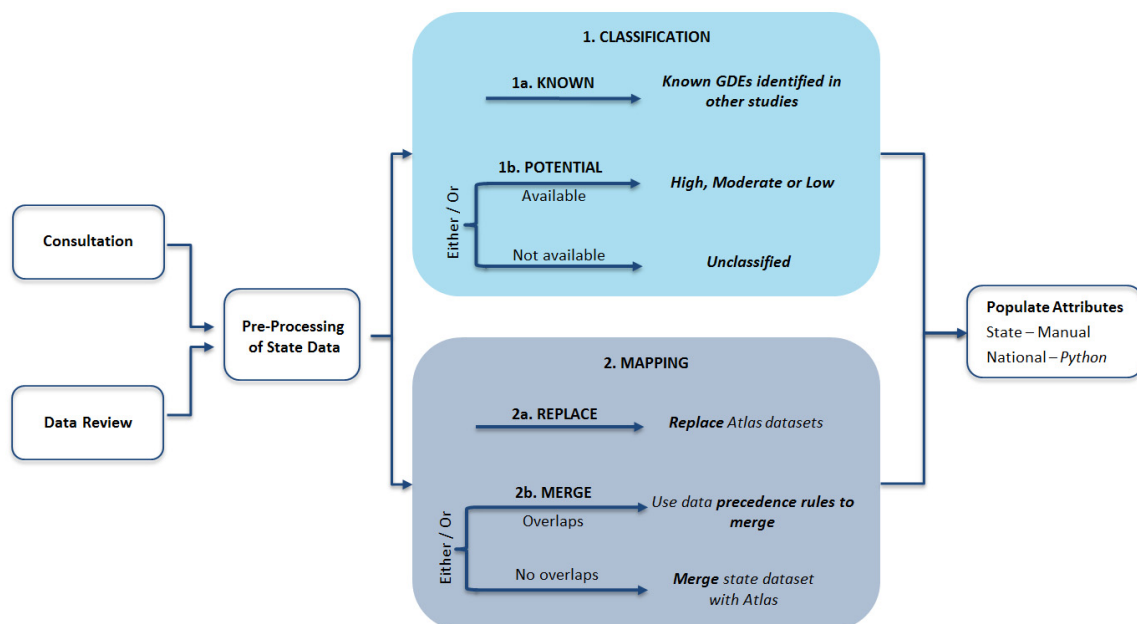 Consultation
Data Review
Pre-Processing
of State Data
1. CLASSIFICATION
1a. KNOWN
Known GDEs identified in
other studies
Either / Or
1b. POTENTIAL
Available
High, Moderate or Low
Not available
Unclassified
2. MAPPING
2a. REPLACE
Replace Atlas datasets
Either / Or
2b. MERGE
Overlaps
Use data precedence rules to
merge
No overlaps
Merge state dataset
with Atlas
Populate Attributes
State – Manual
National – Python